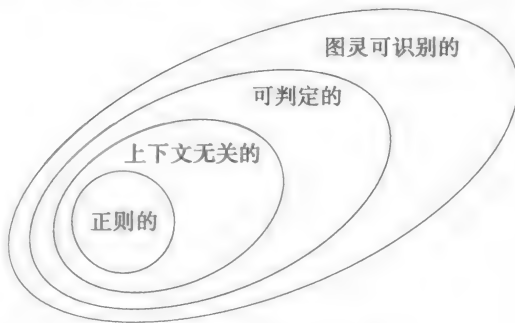 图灵可识别的
可判定的
上下文无关的
正则的